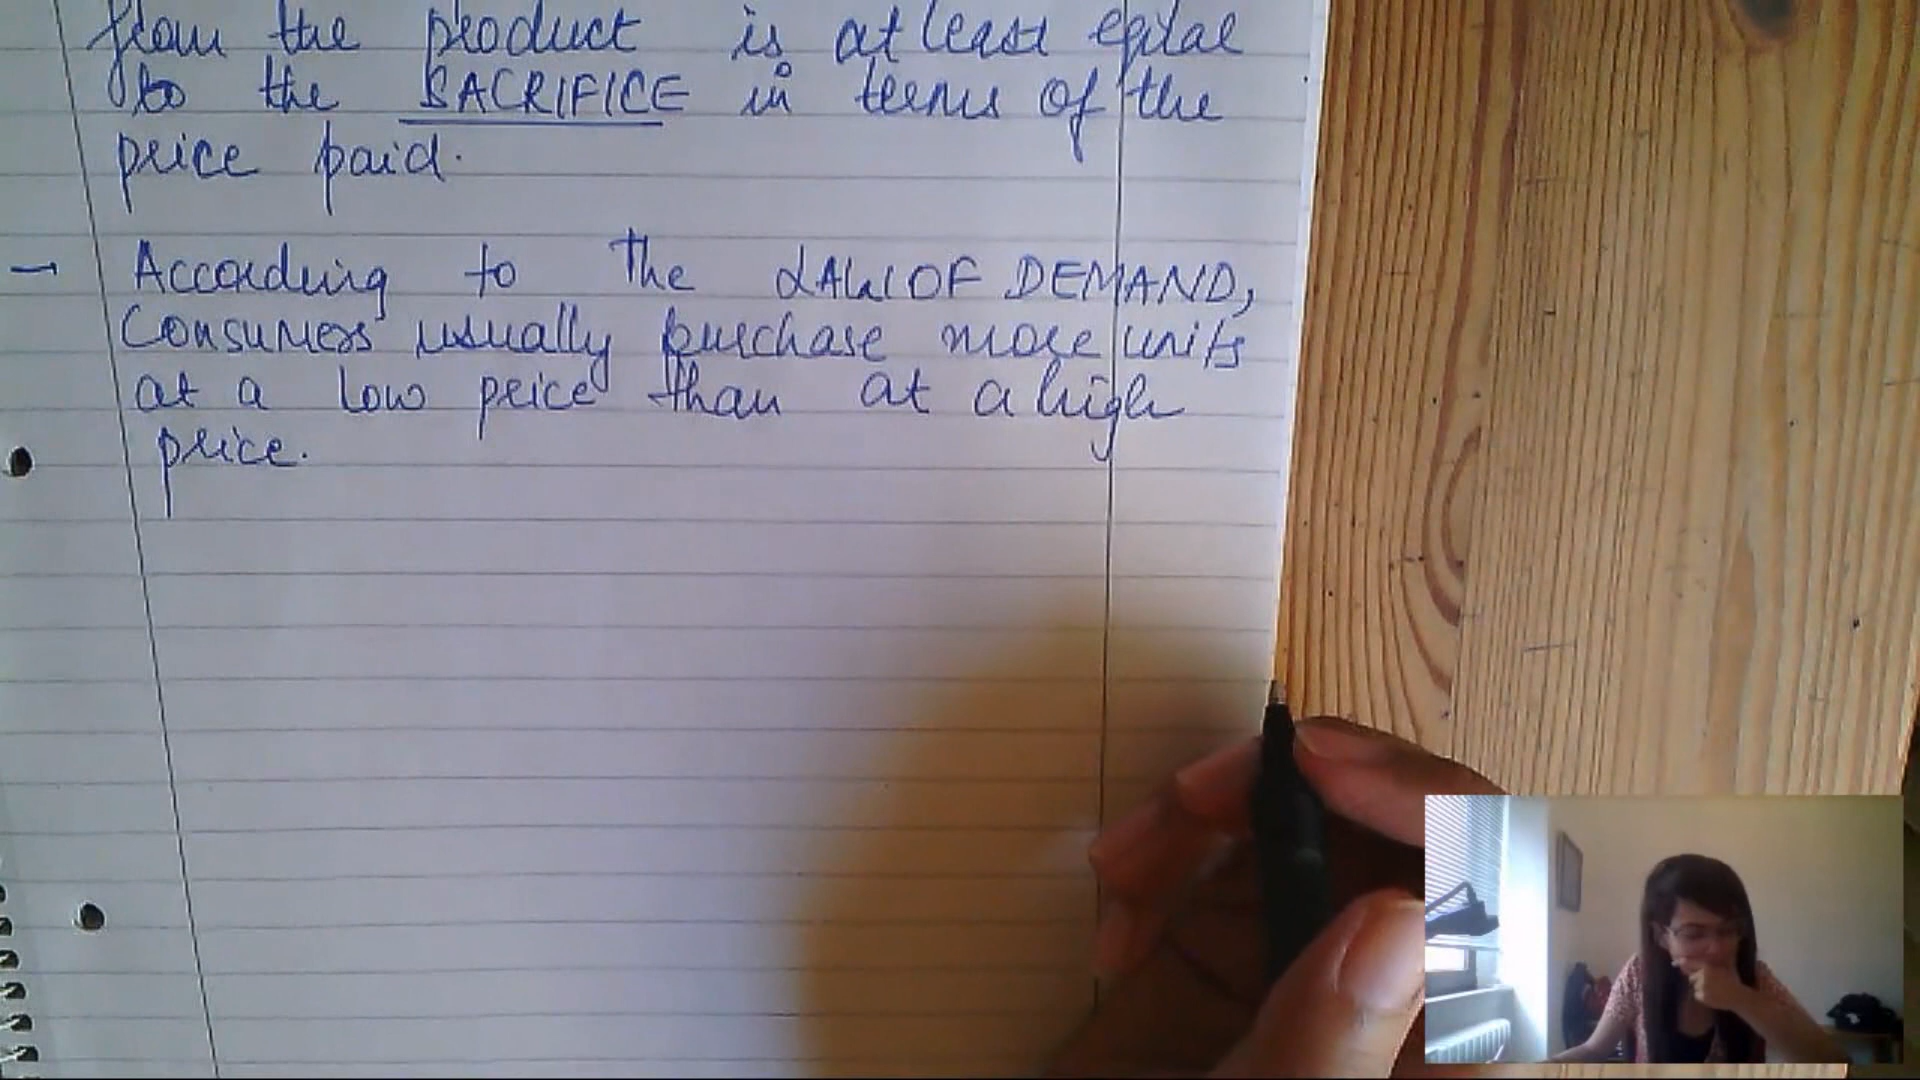 from the product is at least equal
to the SACRIFICE in terms of the
price paid.
- According to the LAW OF DEMAND,
Consumers usually purchase more units
at a low price than at a high
price.